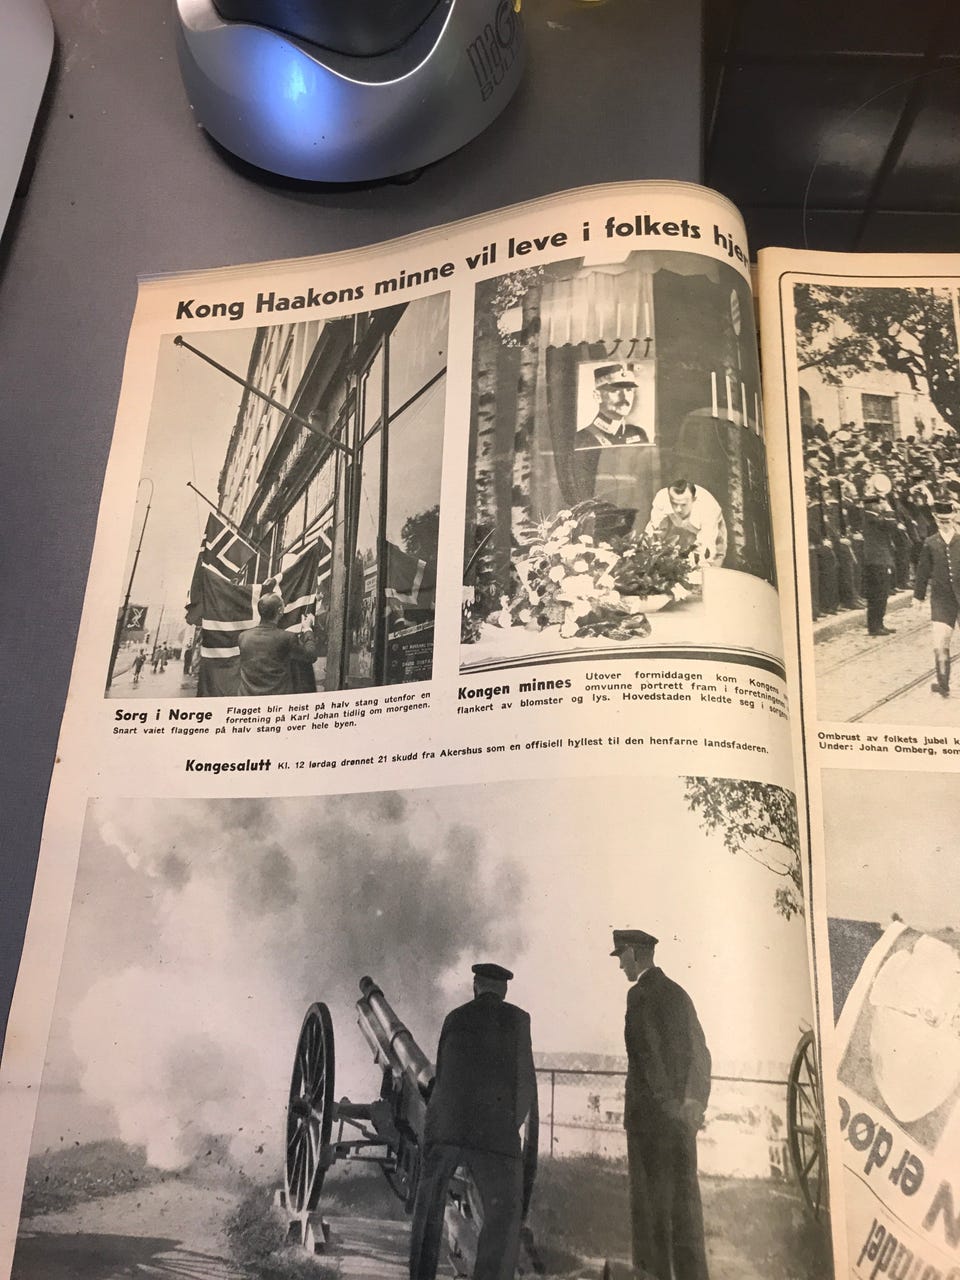 Kong Haakons minne vil leve i folkets
Sorg i Norge Flagget blir heist på halv stang utenfor en
forretning på Karl Johan tidlig om morgenen.
Snart vaiet flaggene på halv stang over hele byen.
Kongen minnes Utover formiddagen kom Kongens
omvunne portrett fram i forretningene
flankert av blomster og lys. Hovedstaden kledte seg i sorgens
Kongesalutt Kl. 12 lørdag drønnet 21 skudd fra Akershus som en offisiell hyllest til den henfarne landsfaderen.
Ombrust av folkets jubel
Under: Johan Omberg, som
er død